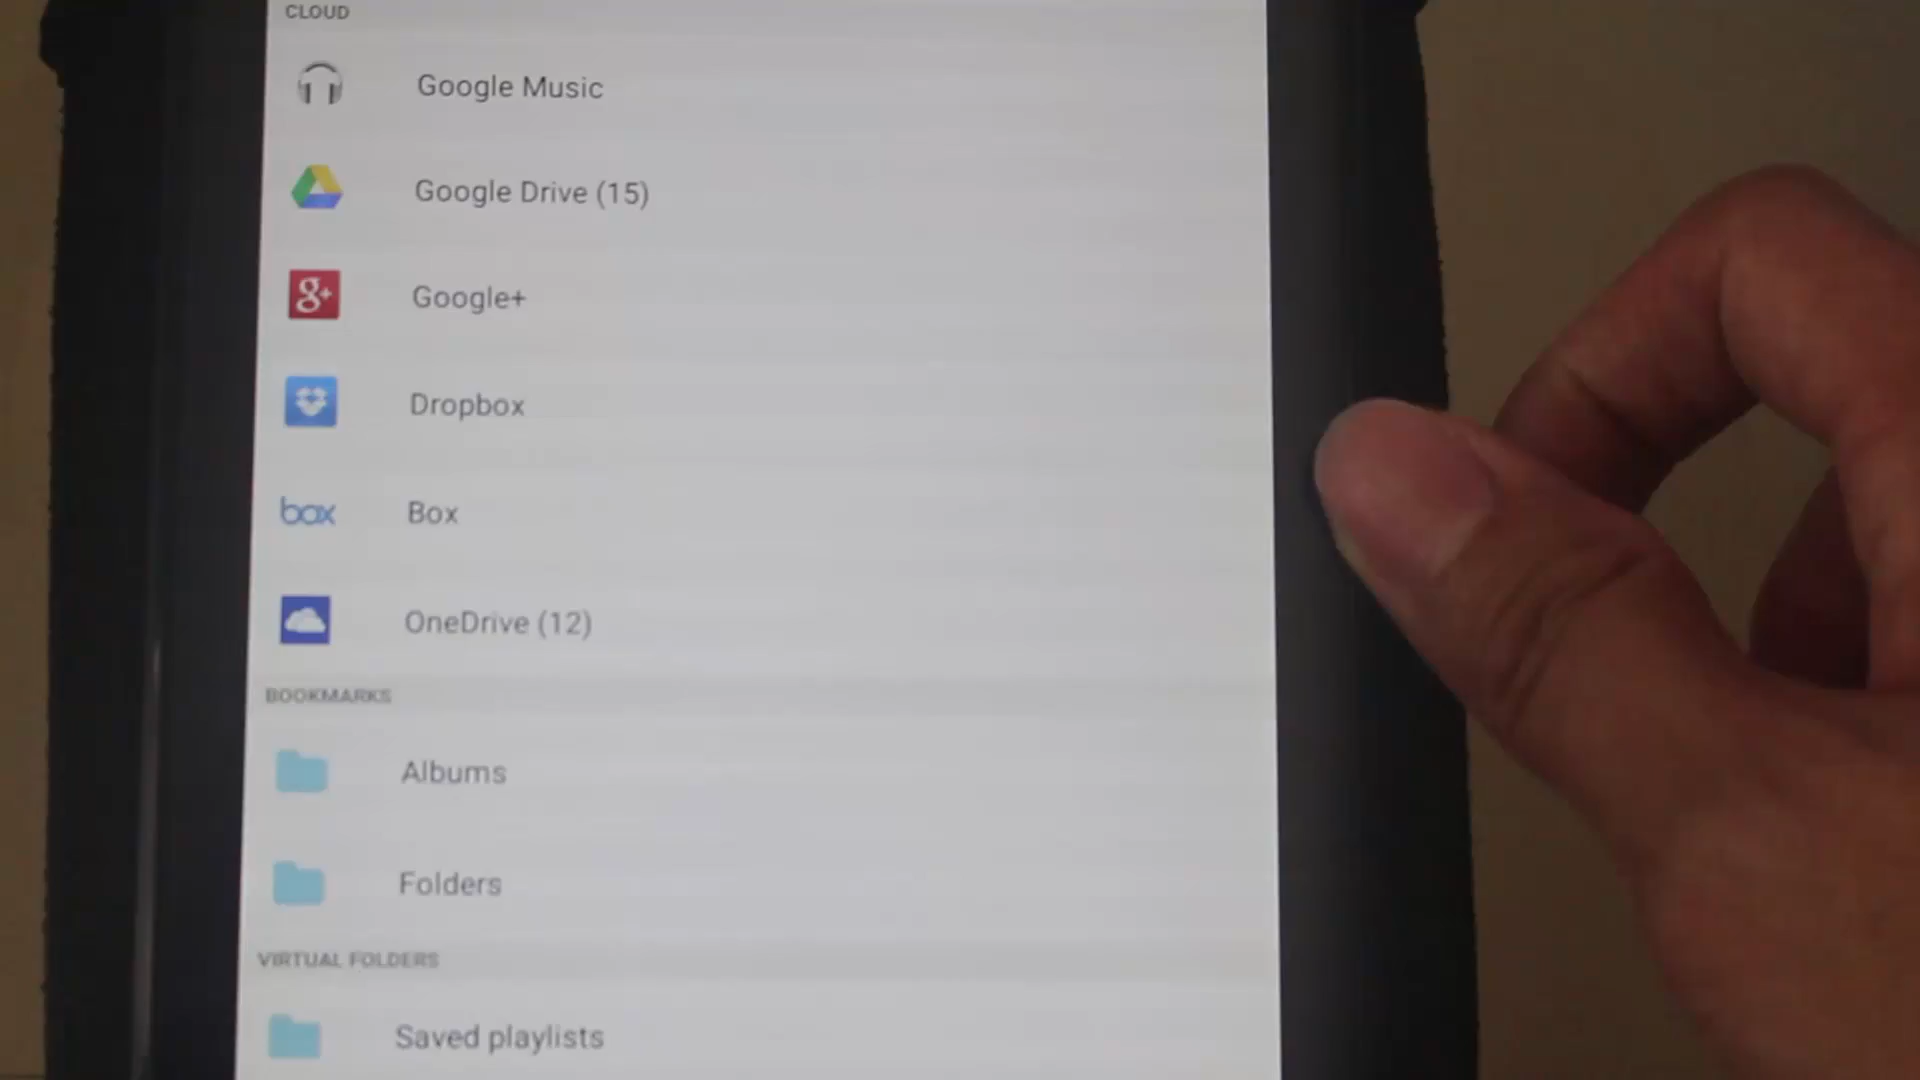 CLOUD
Google Music
Google Drive (15)
g+ Google+
Dropbox
box Box
OneDrive (12)
BOOKMARKS
Albums
Folders
VIRTUAL FOLDERS
Saved playlists